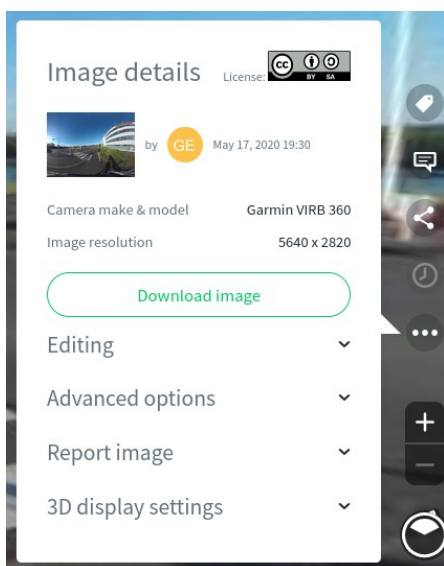 Image details
License: cc BY SA
by GE May 17, 2020 19:30
Camera make & model Garmin VIRB 360
Image resolution 5640 x 2820
Download image
Editing
Advanced options
Report image
3D display settings